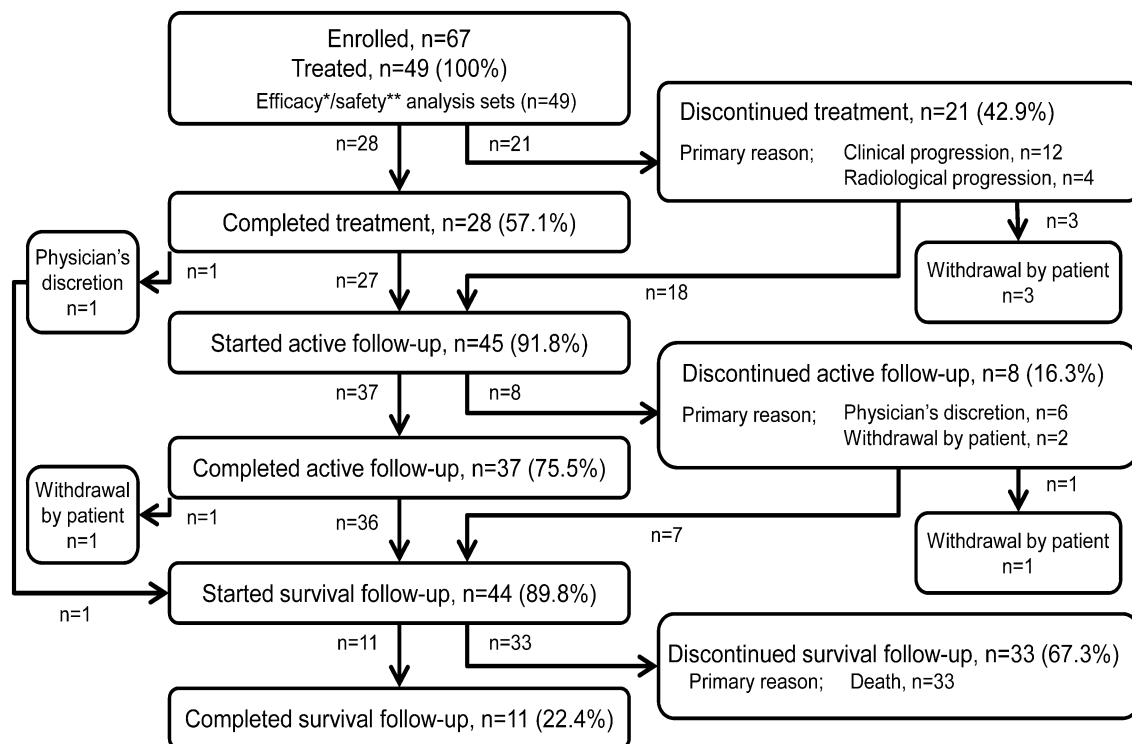 Enrolled, n=67
Treated, n=49 (100%)
Efficacy*/safety** analysis sets (n=49)
n=28
n=21
Discontinued treatment, n=21 (42.9%)
Primary reason; Clinical progression, n=12
Radiological progression, n=4
Completed treatment, n=28 (57.1%)
n=3
Physician's
discretion
n=1
n=1
n=27
n=18
Withdrawal by patient
n=3
Started active follow-up, n=45 (91.8%)
n=37
n=8
Discontinued active follow-up, n=8 (16.3%)
Primary reason; Physician's discretion, n=6
Withdrawal by patient, n=2
Completed active follow-up, n=37 (75.5%)
n=1
Withdrawal
by patient
n=1
n=1
n=36
n=7
Withdrawal by patient
n=1
Started survival follow-up, n=44 (89.8%)
n=1
n=11
n=33
Discontinued survival follow-up, n=33 (67.3%)
Primary reason; Death, n=33
Completed survival follow-up, n=11 (22.4%)